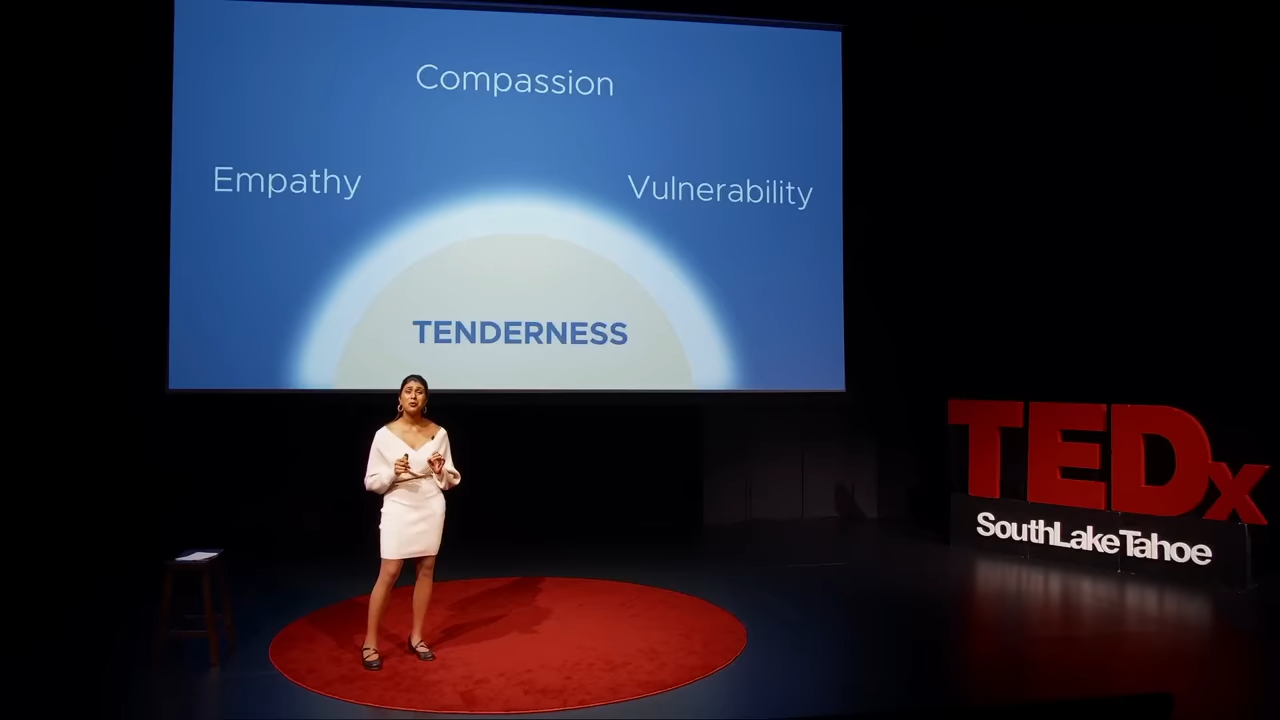 Compassion
Empathy
Vulnerability
TENDERNESS
TEDx
SouthLakeTahoe